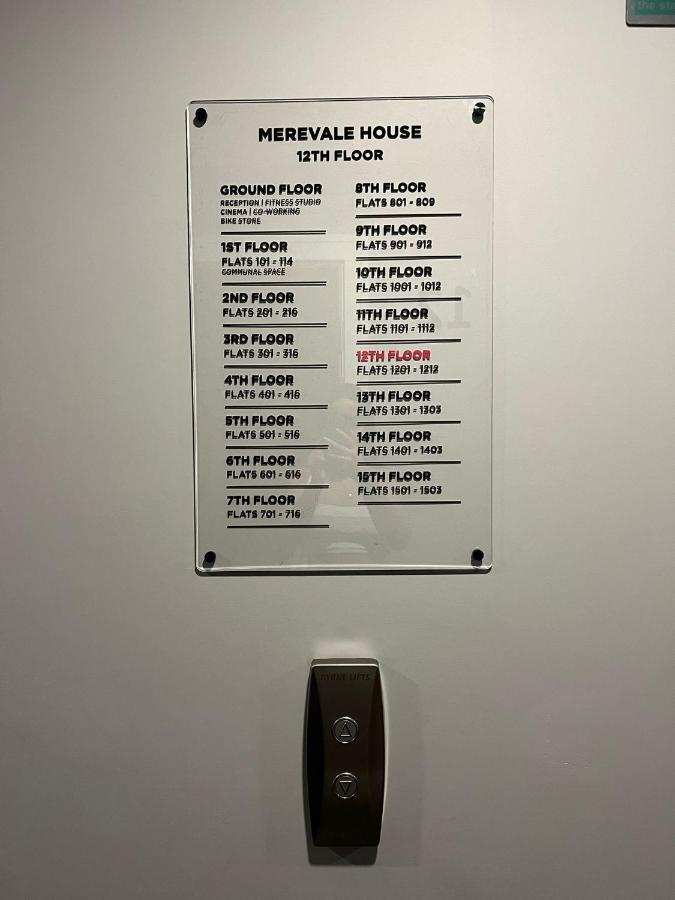 the sta
MEREVALE HOUSE
12TH FLOOR
GROUND FLOOR
RECEPTION | FITNESS STUDIO
CINEMA | CO-WORKING
BIKE STORE
1ST FLOOR
FLATS 101 - 114
COMMUNAL SPACE
2ND FLOOR
FLATS 201 - 216
3RD FLOOR
FLATS 301 - 316
4TH FLOOR
FLATS 401 - 416
5TH FLOOR
FLATS 501 - 516
6TH FLOOR
FLATS 601 - 616
7TH FLOOR
FLATS 701 - 716
8TH FLOOR
FLATS 801 - 809
9TH FLOOR
FLATS 901 - 912
10TH FLOOR
FLATS 1001 - 1012
11TH FLOOR
FLATS 1101 - 1112
12TH FLOOR
FLATS 1201 - 1212
13TH FLOOR
FLATS 1301 - 1303
14TH FLOOR
FLATS 1401 - 1403
15TH FLOOR
FLATS 1501 - 1503
LIFTS